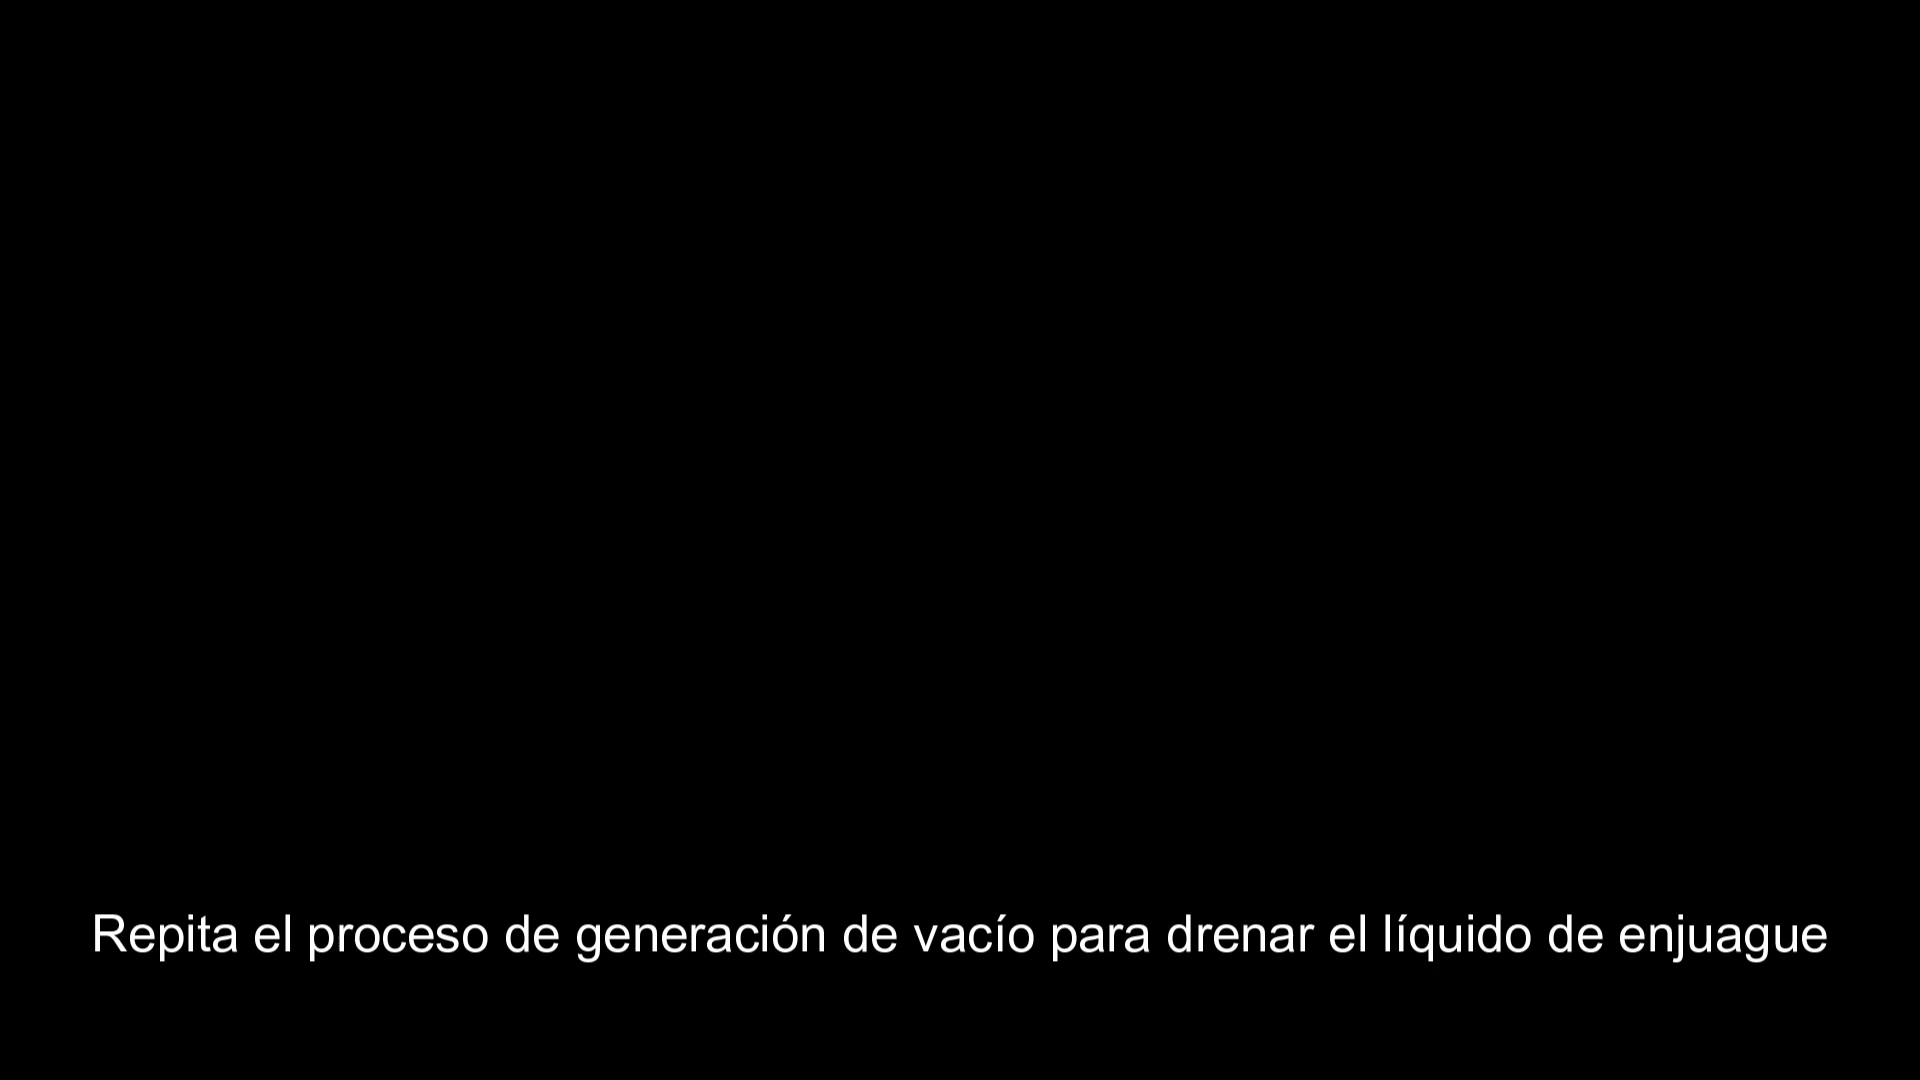 Repita el proceso de generación de vacío para drenar el líquido de enjuague